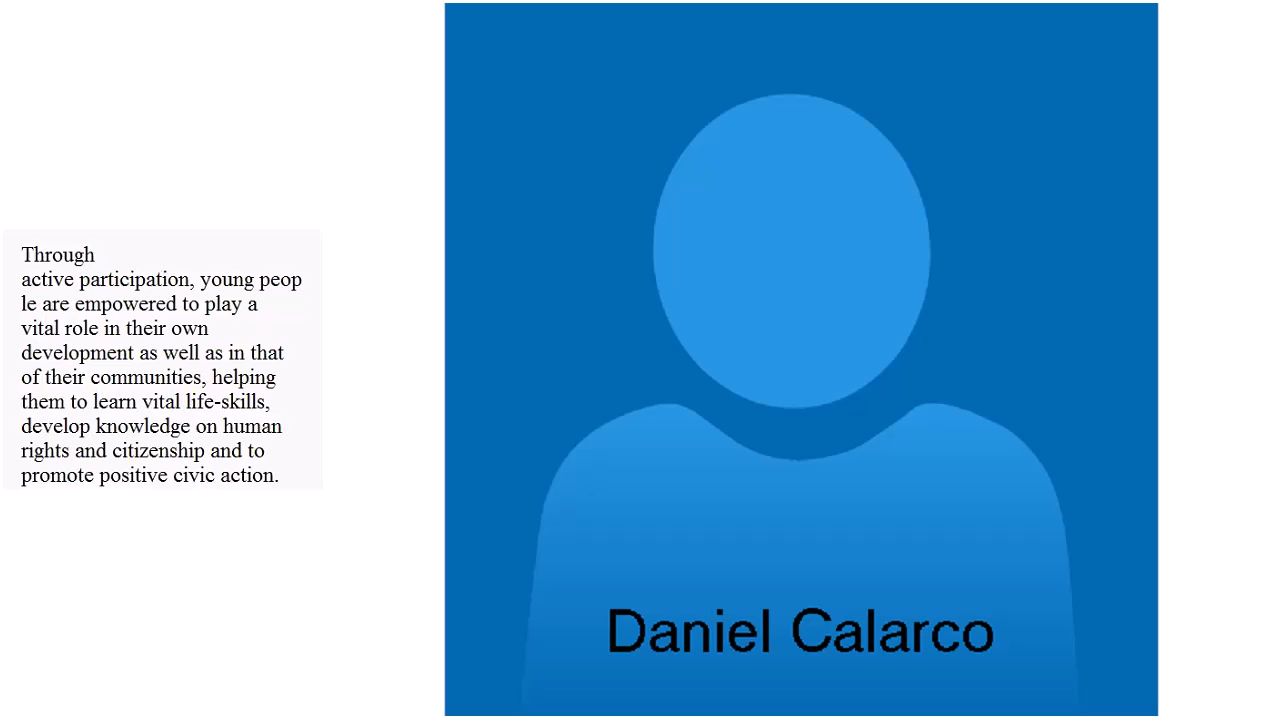 Through
active participation, young peop
le are empowered to play a
vital role in their own
development as well as in that
of their communities, helping
them to learn vital life-skills,
develop knowledge on human
rights and citizenship and to
promote positive civic action.
Daniel Calarco